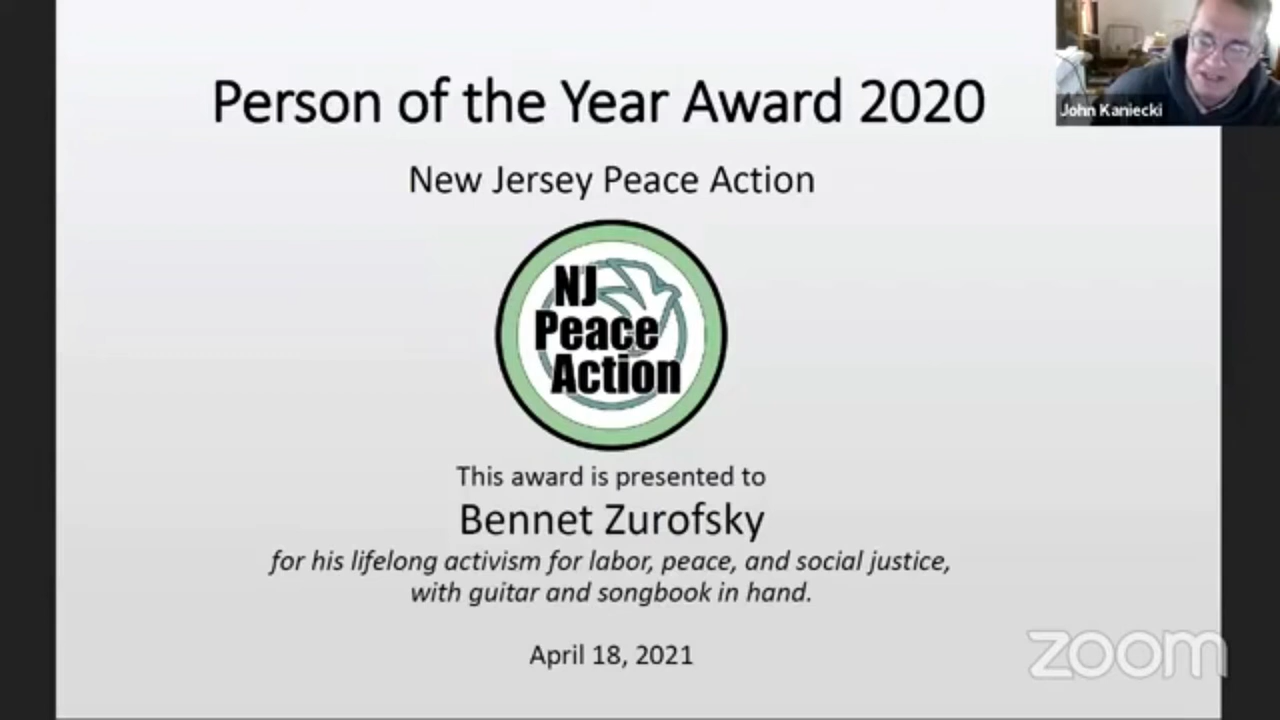 Person of the Year Award 2020
John Kaniecki
New Jersey Peace Action
NJ
Peace
Action
This award is presented to
Bennet Zurofsky
for his lifelong activism for labor, peace, and social justice,
with guitar and songbook in hand.
April 18, 2021
zoom